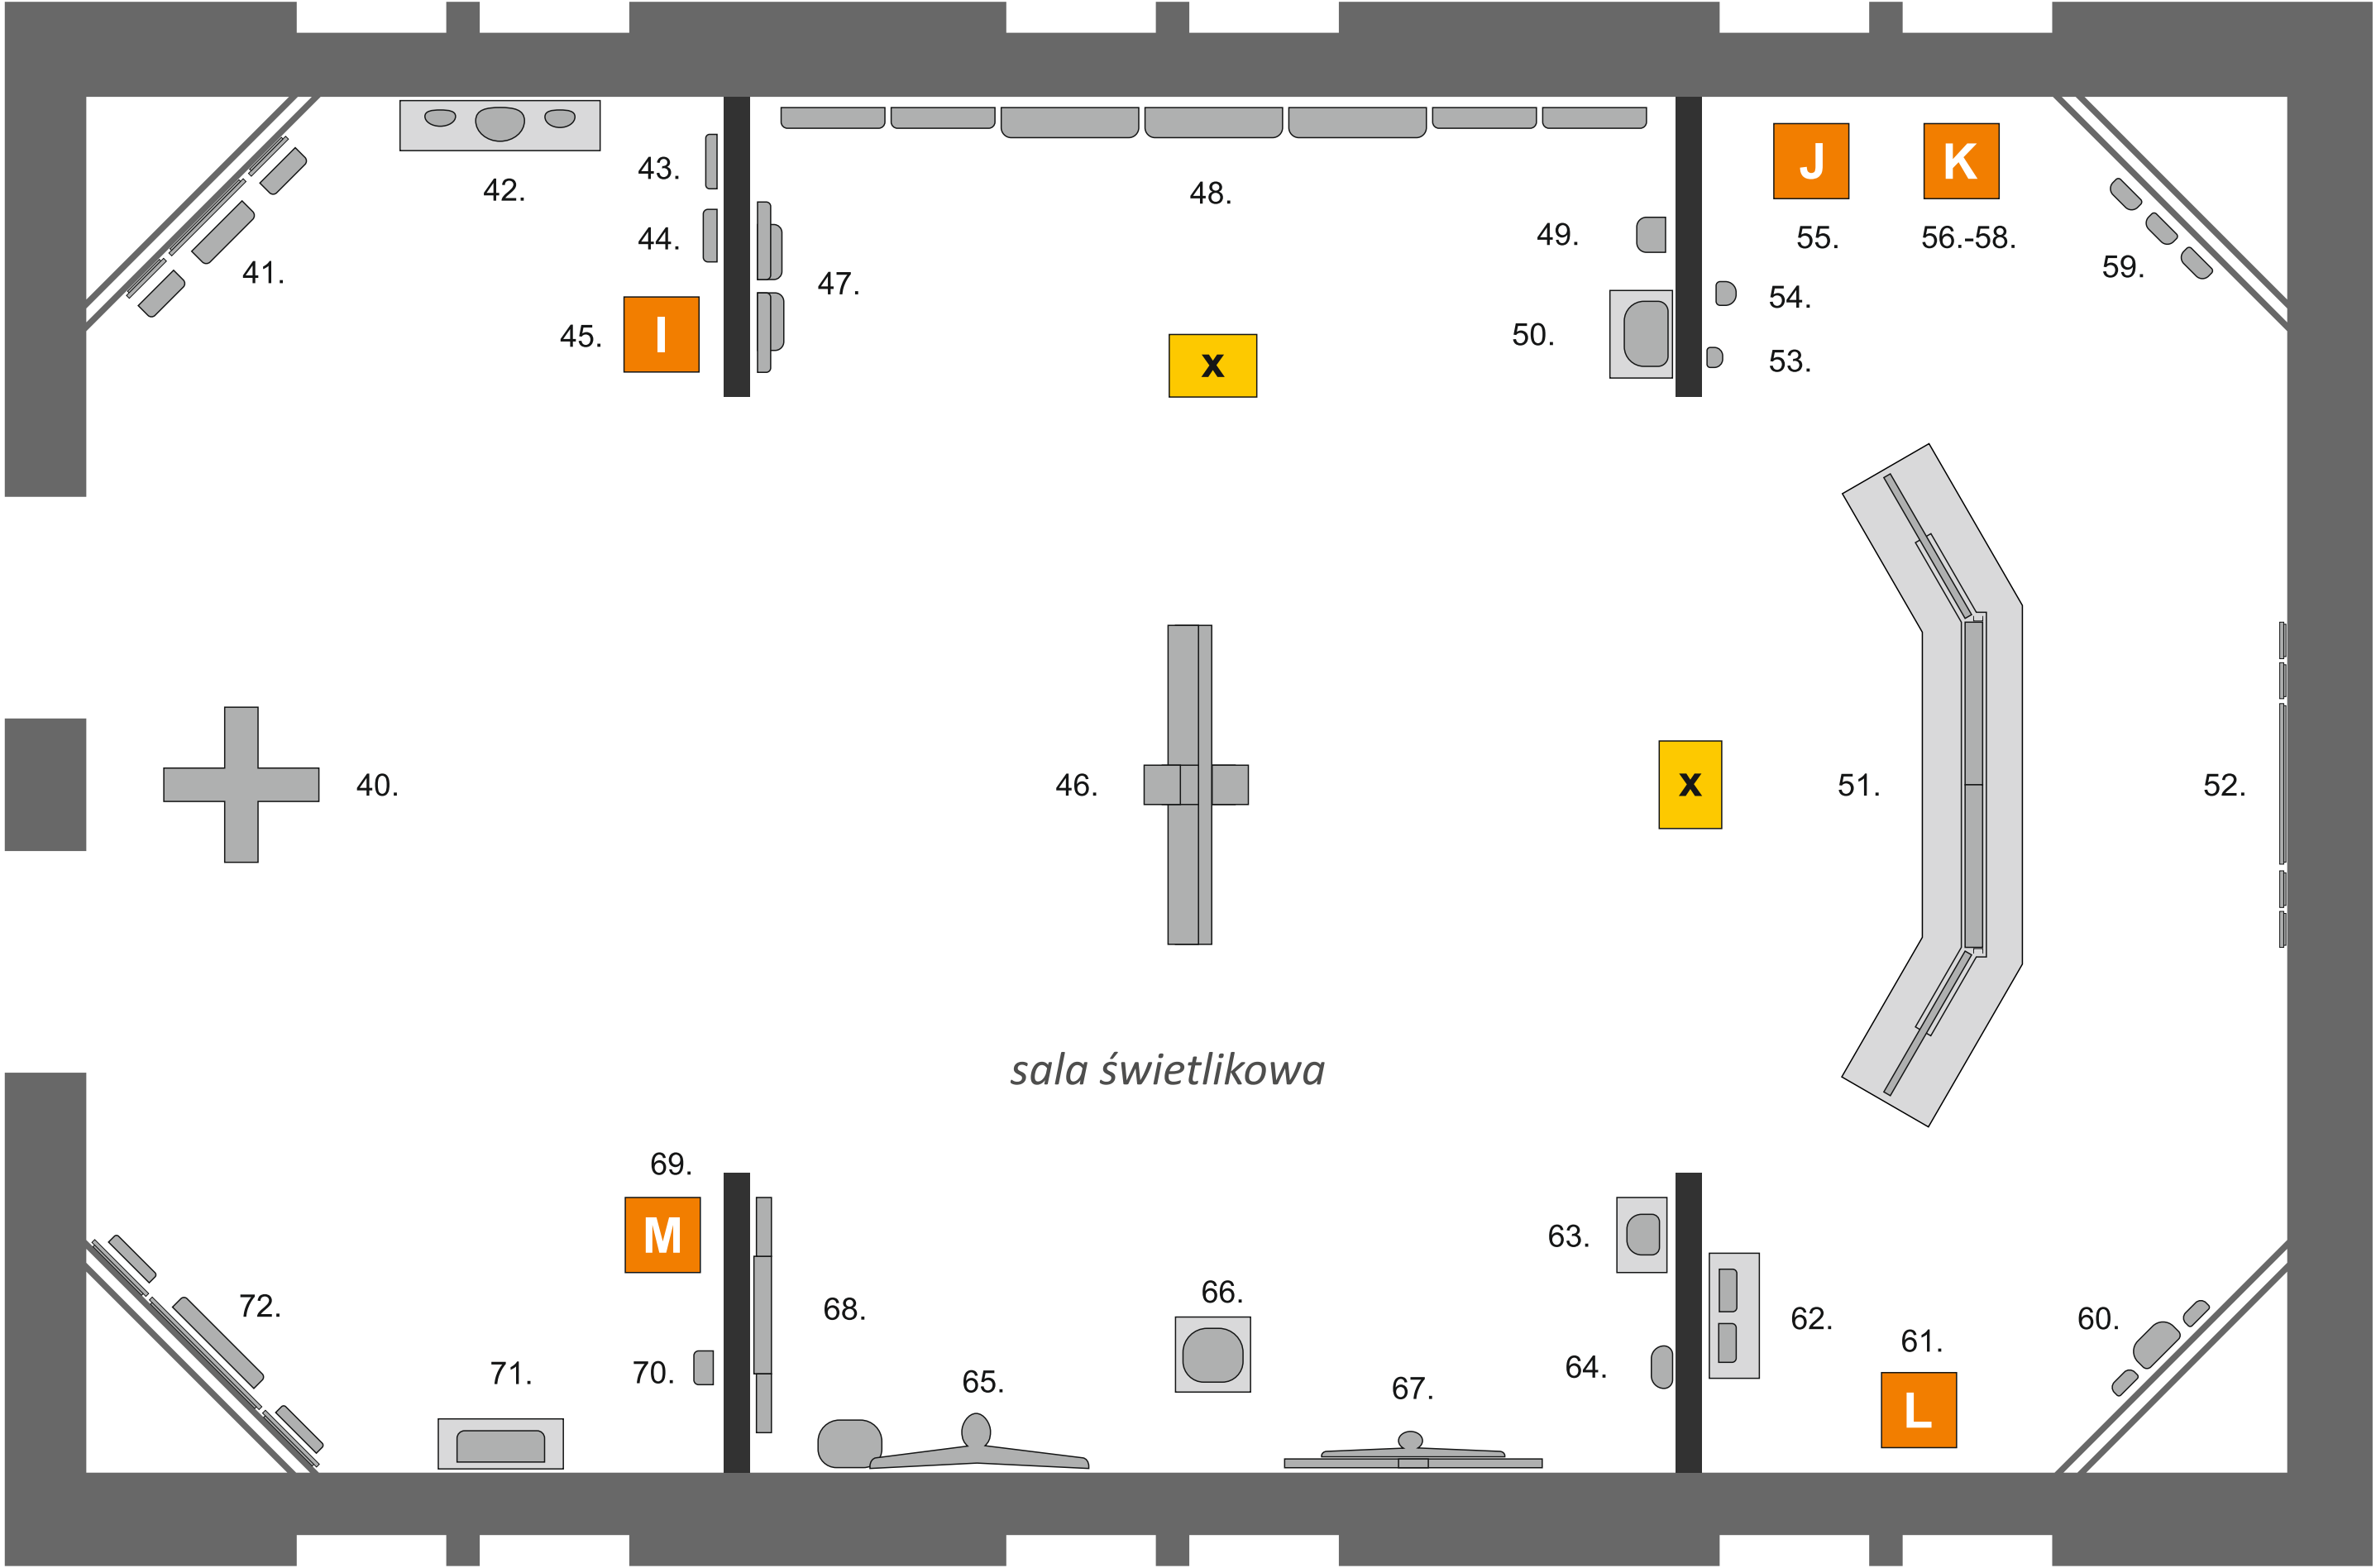 J K
42. 43. 48.
44. 49. 55. 56.-58.
41. 47. 59.
54.
45. I x 50. 53.
40. 46. x 51. 52.
sala świetlikowa
69.
M 63.
72. 68. 66. 62. 60.
61.
71. 70. 65. 67. 64.
L